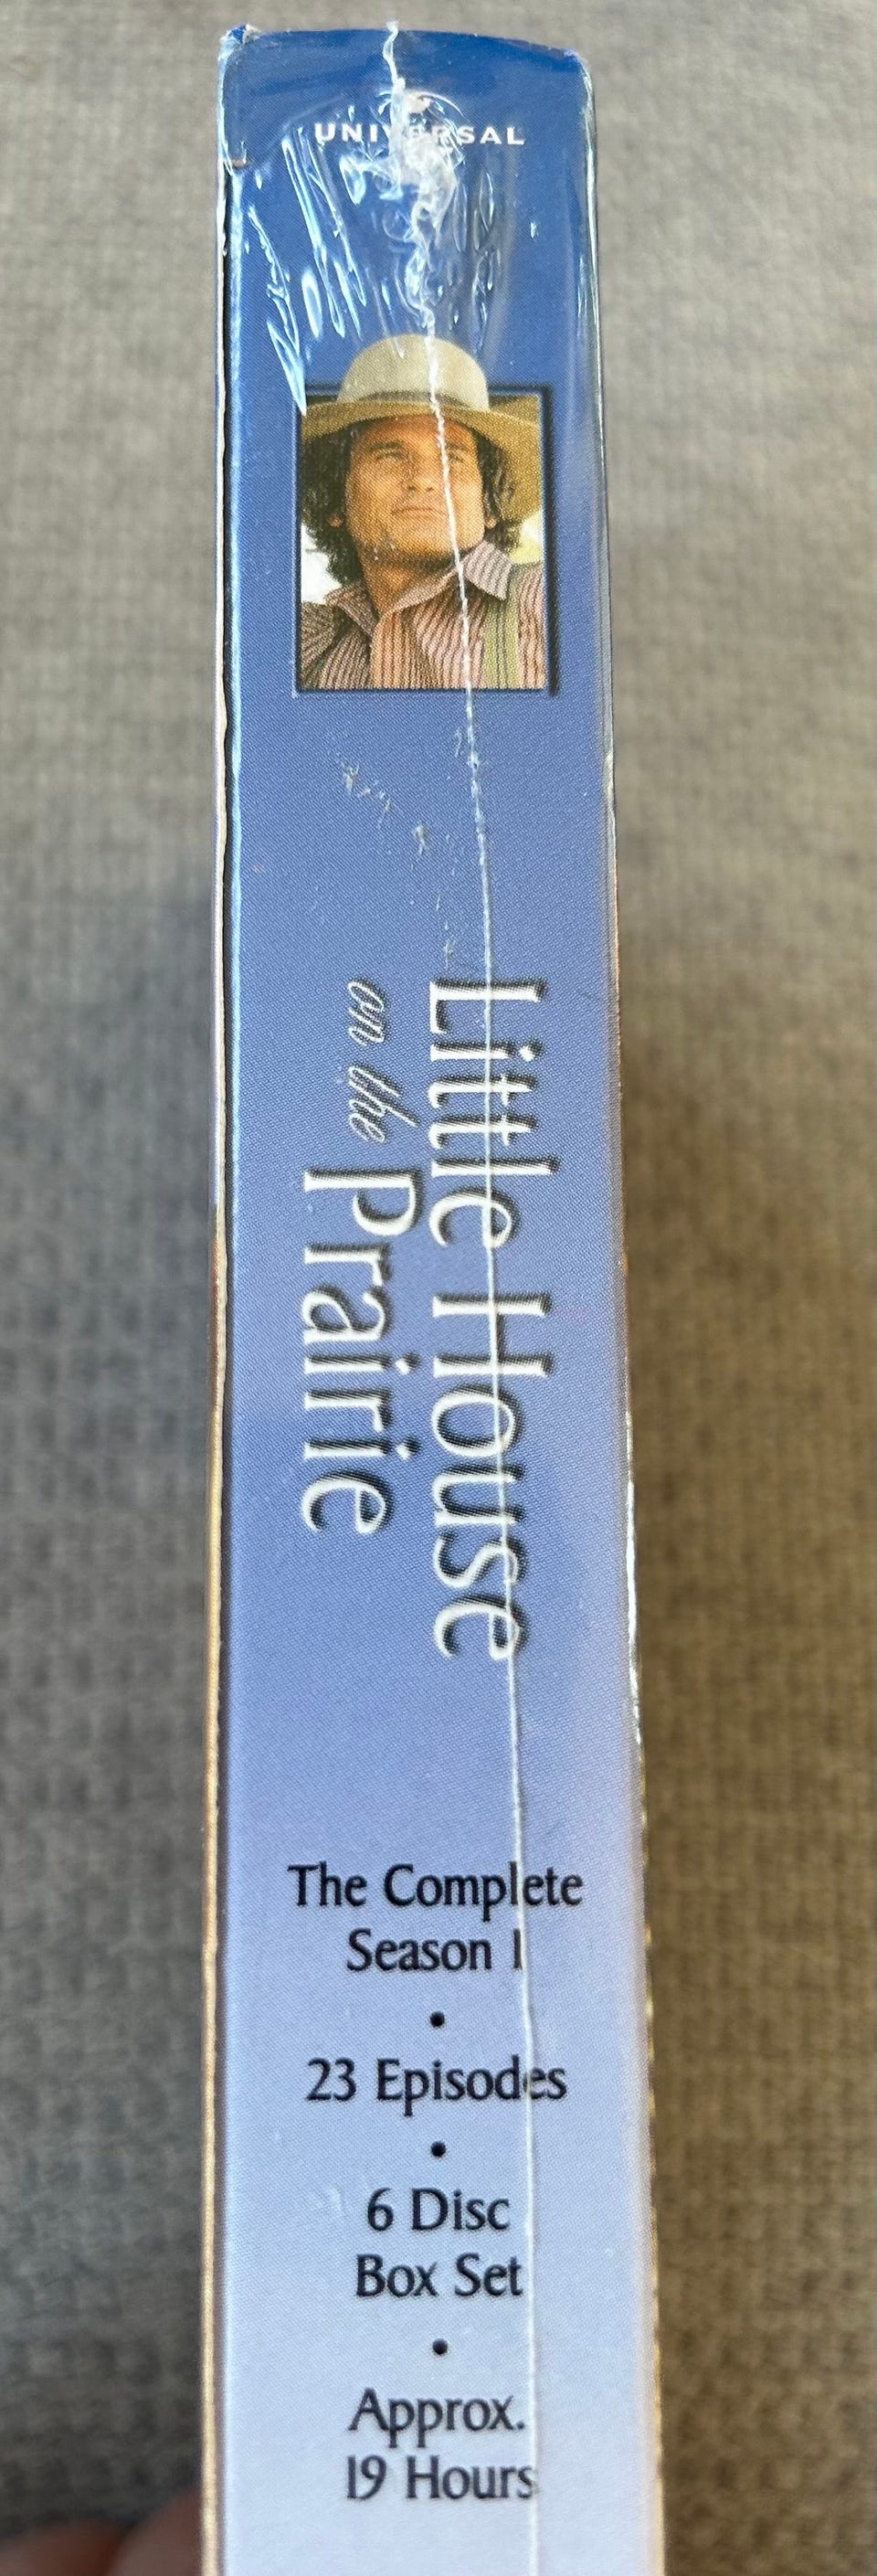 UNIVERSAL
Little House
on the Prairie
The Complete
Season 1
•
23 Episodes
•
6 Disc
Box Set
•
Approx.
19 Hours